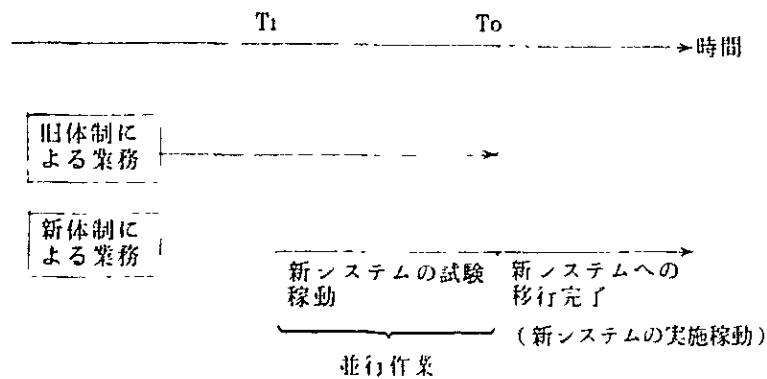 T1 To
時間
旧体制に
よる業務
新体制に
よる業務
新システムの試験
稼動
新システムへの
移行完了
(新システムの実施稼動)
並行作業